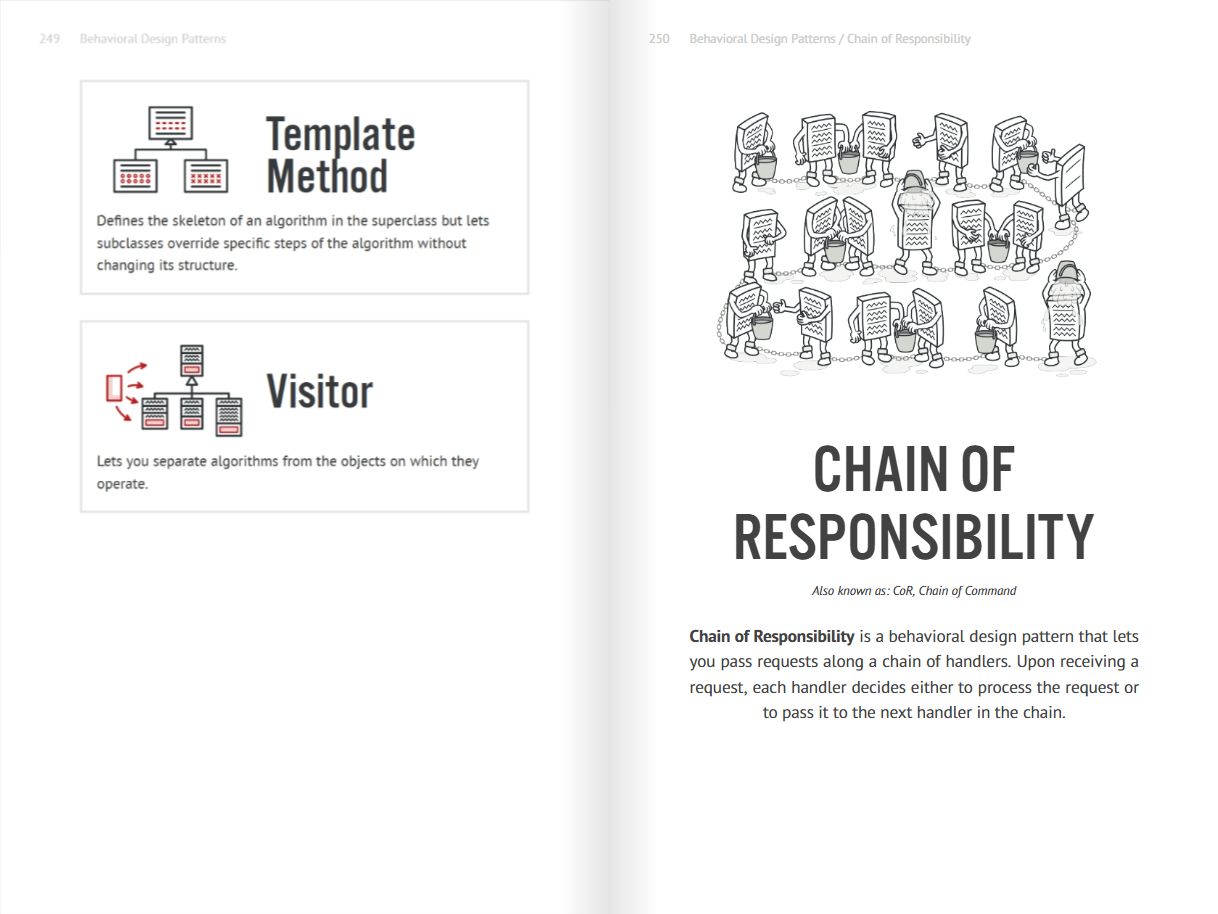 249 Behavioral Design Patterns
Template
Method
Defines the skeleton of an algorithm in the superclass but lets
subclasses override specific steps of the algorithm without
changing its structure.
Visitor
Lets you separate algorithms from the objects on which they
operate.
250 Behavioral Design Patterns / Chain of Responsibility
CHAIN OF
RESPONSIBILITY
Also known as: CoR, Chain of Command
Chain of Responsibility is a behavioral design pattern that lets
you pass requests along a chain of handlers. Upon receiving a
request, each handler decides either to process the request or
to pass it to the next handler in the chain.